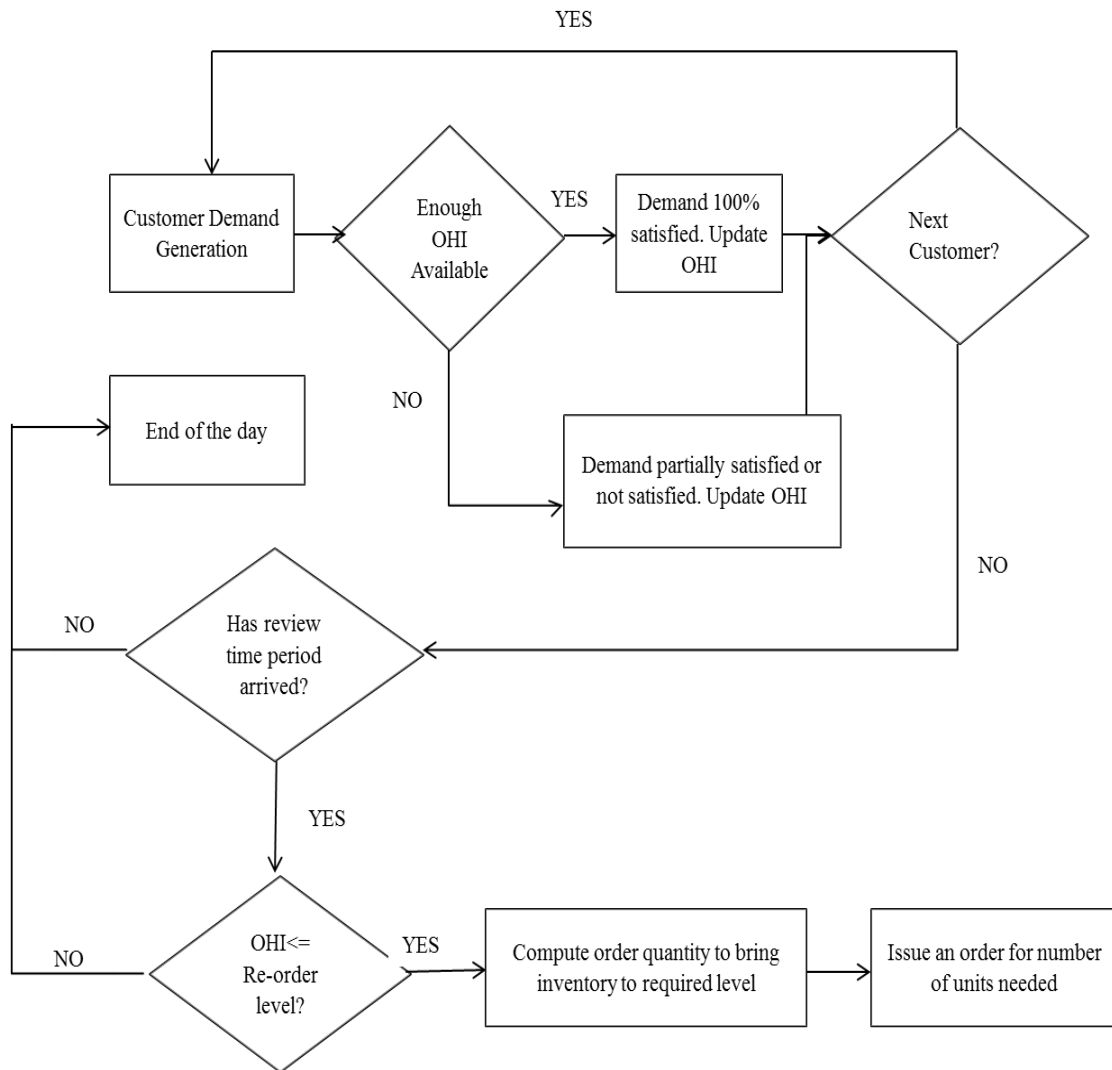 YES
Customer Demand
Generation
Enough
OHI
Available
YES
Demand 100%
satisfied. Update
OHI
Next
Customer?
NO
Demand partially satisfied or
not satisfied. Update OHI
End of the day
NO
Has review
time period
arrived?
NO
YES
OHI<=
Re-order
level?
NO
YES
Compute order quantity to bring
inventory to required level
Issue an order for number
of units needed